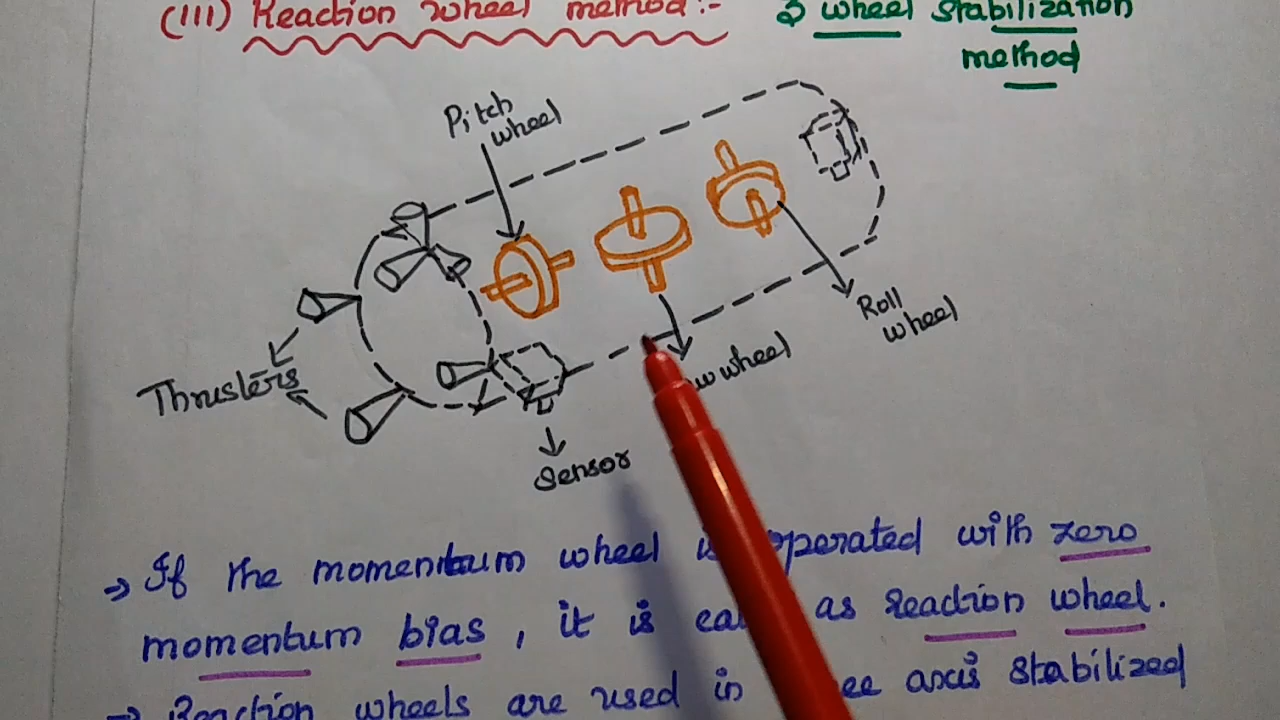 (III) Reaction wheel method:-
wheel stabilization
method
Pitch
wheel
Roll
wheel
wheel
Thrusters
Sensor
⇒ If the momentum wheel operated with zero
momentum bias, it is as Reaction wheel.
⇒ Reaction wheels are used in axis stabilized